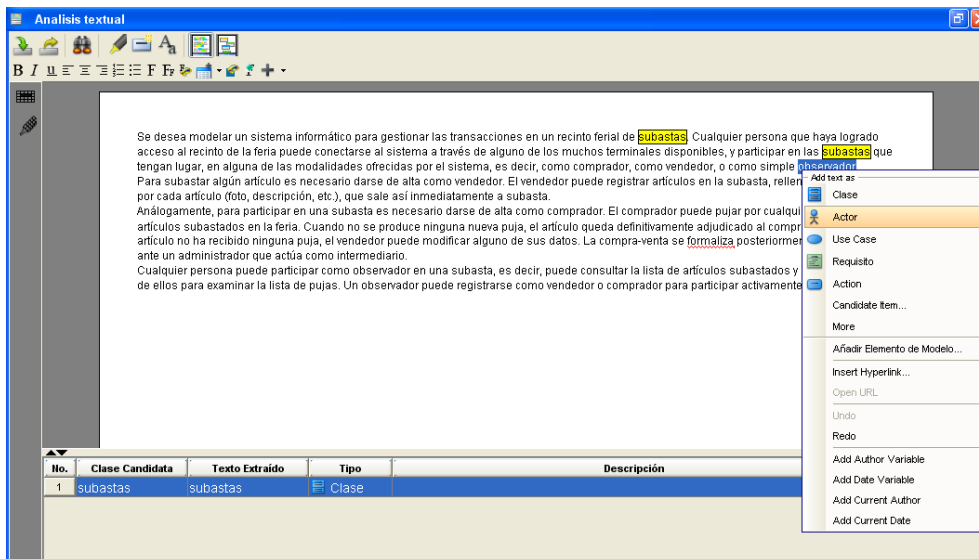 Analisis textual
B I u F
Se desea modelar un sistema informático para gestionar las transacciones en un recinto ferial de subastas. Cualquier persona que haya logrado
acceso al recinto de la feria puede conectarse al sistema a través de alguno de los muchos terminales disponibles, y participar en las subastas que
tengan lugar, en alguna de las modalidades ofrecidas por el sistema, es decir, como comprador, como vendedor, o como simple observador.
Para subastar algún artículo es necesario darse de alta como vendedor. El vendedor puede registrar artículos en la subasta, rellen
por cada artículo (foto, descripción, etc.), que sale así inmediatamente a subasta.
Análogamente, para participar en una subasta es necesario darse de alta como comprador. El comprador puede pujar por cualqui
artículos subastados en la feria. Cuando no se produce ninguna nueva puja, el artículo queda definitivamente adjudicado al compr
artículo no ha recibido ninguna puja, el vendedor puede modificar alguno de sus datos. La compra-venta se formaliza posteriormer
ante un administrador que actúa como intermediario.
Cualquier persona puede participar como observador en una subasta, es decir, puede consultar la lista de artículos subastados y
de ellos para examinar la lista de pujas. Un observador puede registrarse como vendedor o comprador para participar activamente
Add text as
Clase
Actor
Use Case
Requisito
Action
Candidate Item...
More
Añadir Elemento de Modelo...
Insert Hyperlink...
Open URL
Undo
Redo
Add Author Variable
Add Date Variable
Add Current Author
Add Current Date
No. Clase Candidata Texto Extraído Tipo Descripción
1 subastas subastas Clase